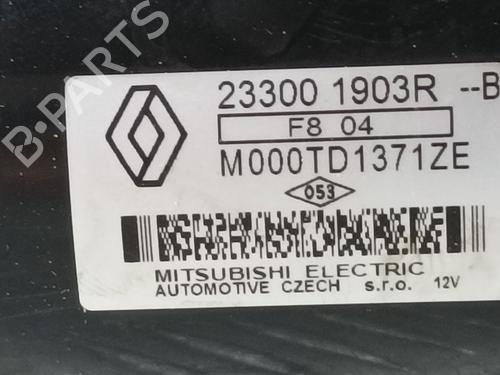 23300 1903R --B
F8 04
M000TD1371ZE
053
MITSUBISHI ELECTRIC
AUTOMOTIVE CZECH s.r.o. 12V
B-PARTS